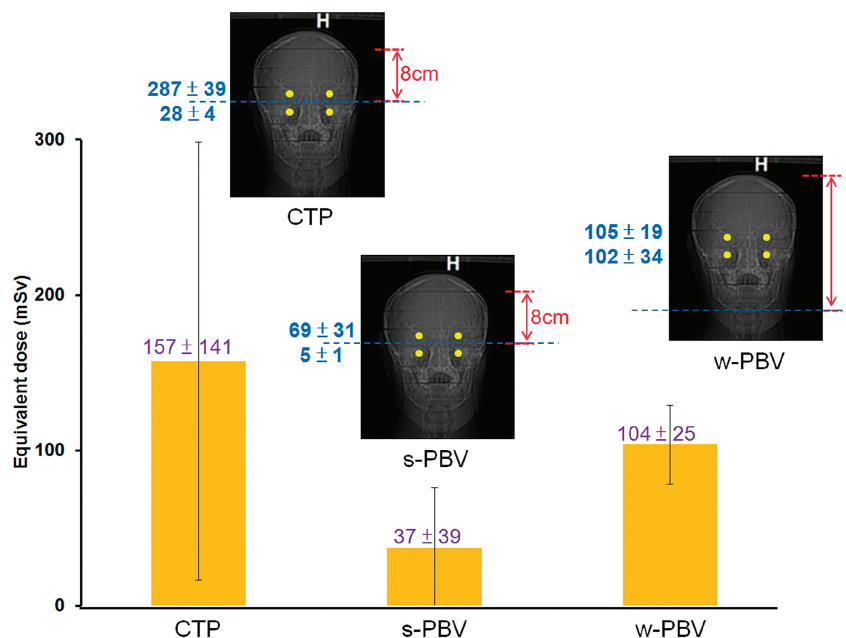 H
8cm
287 ± 39
28 ± 4
CTP
H
105 ± 19
102 ± 34
w-PBV
H
8cm
69 ± 31
5 ± 1
s-PBV
Equivalent dose (mSv)
300
200
100
0
157 ± 141
37 ± 39
104 ± 25
CTP
s-PBV
w-PBV